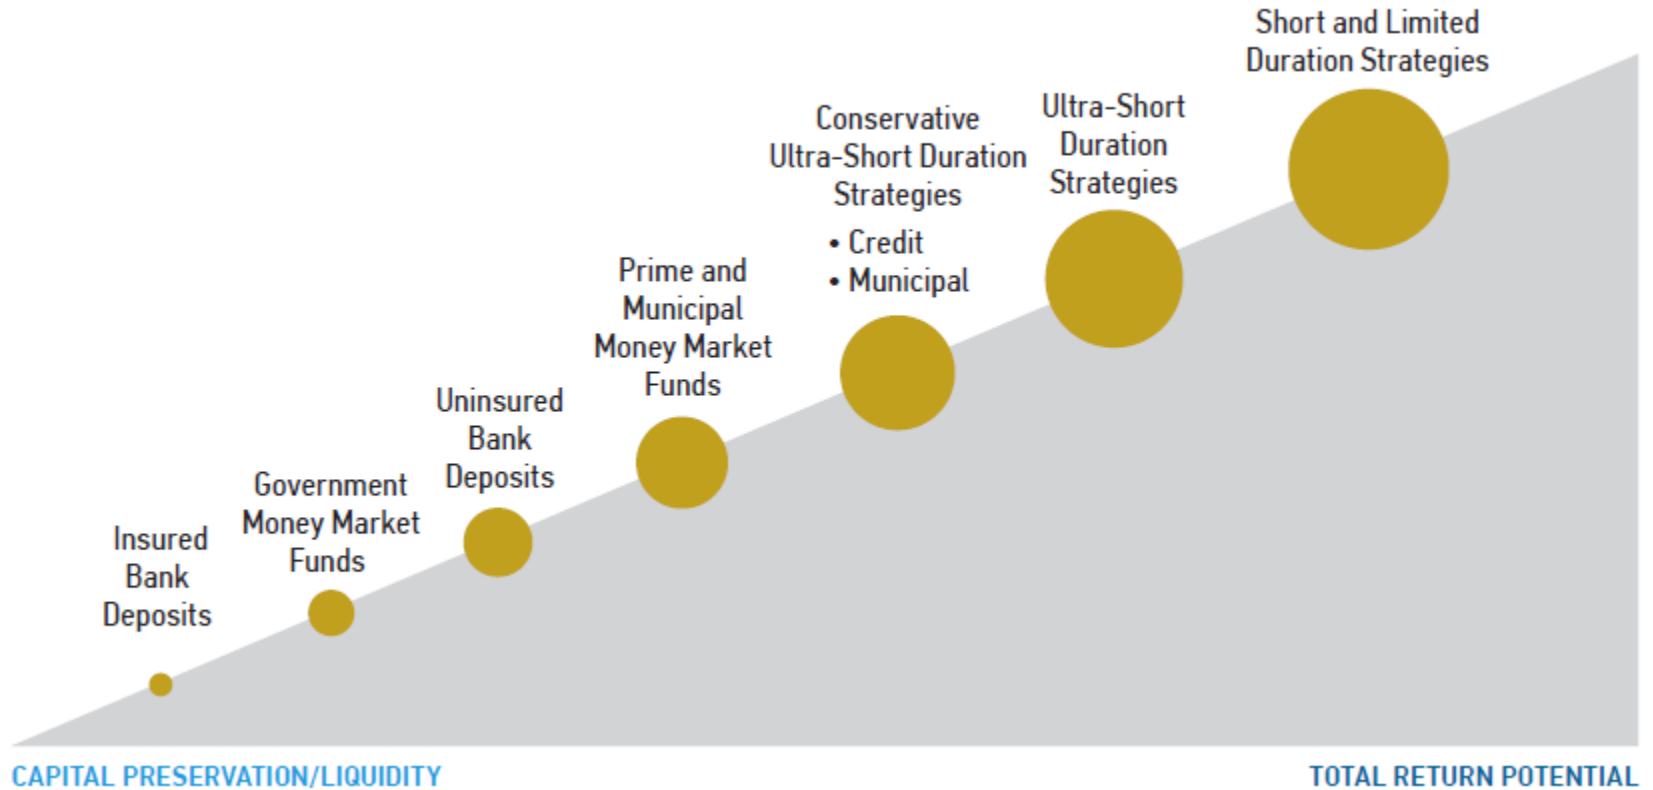 Insured
Bank
Deposits
Government
Money Market
Funds
Uninsured
Bank
Deposits
Prime and
Municipal
Money Market
Funds
Conservative
Ultra-Short Duration
Strategies
• Credit
• Municipal
Ultra-Short
Duration
Strategies
Short and Limited
Duration Strategies
CAPITAL PRESERVATION/LIQUIDITY
TOTAL RETURN POTENTIAL